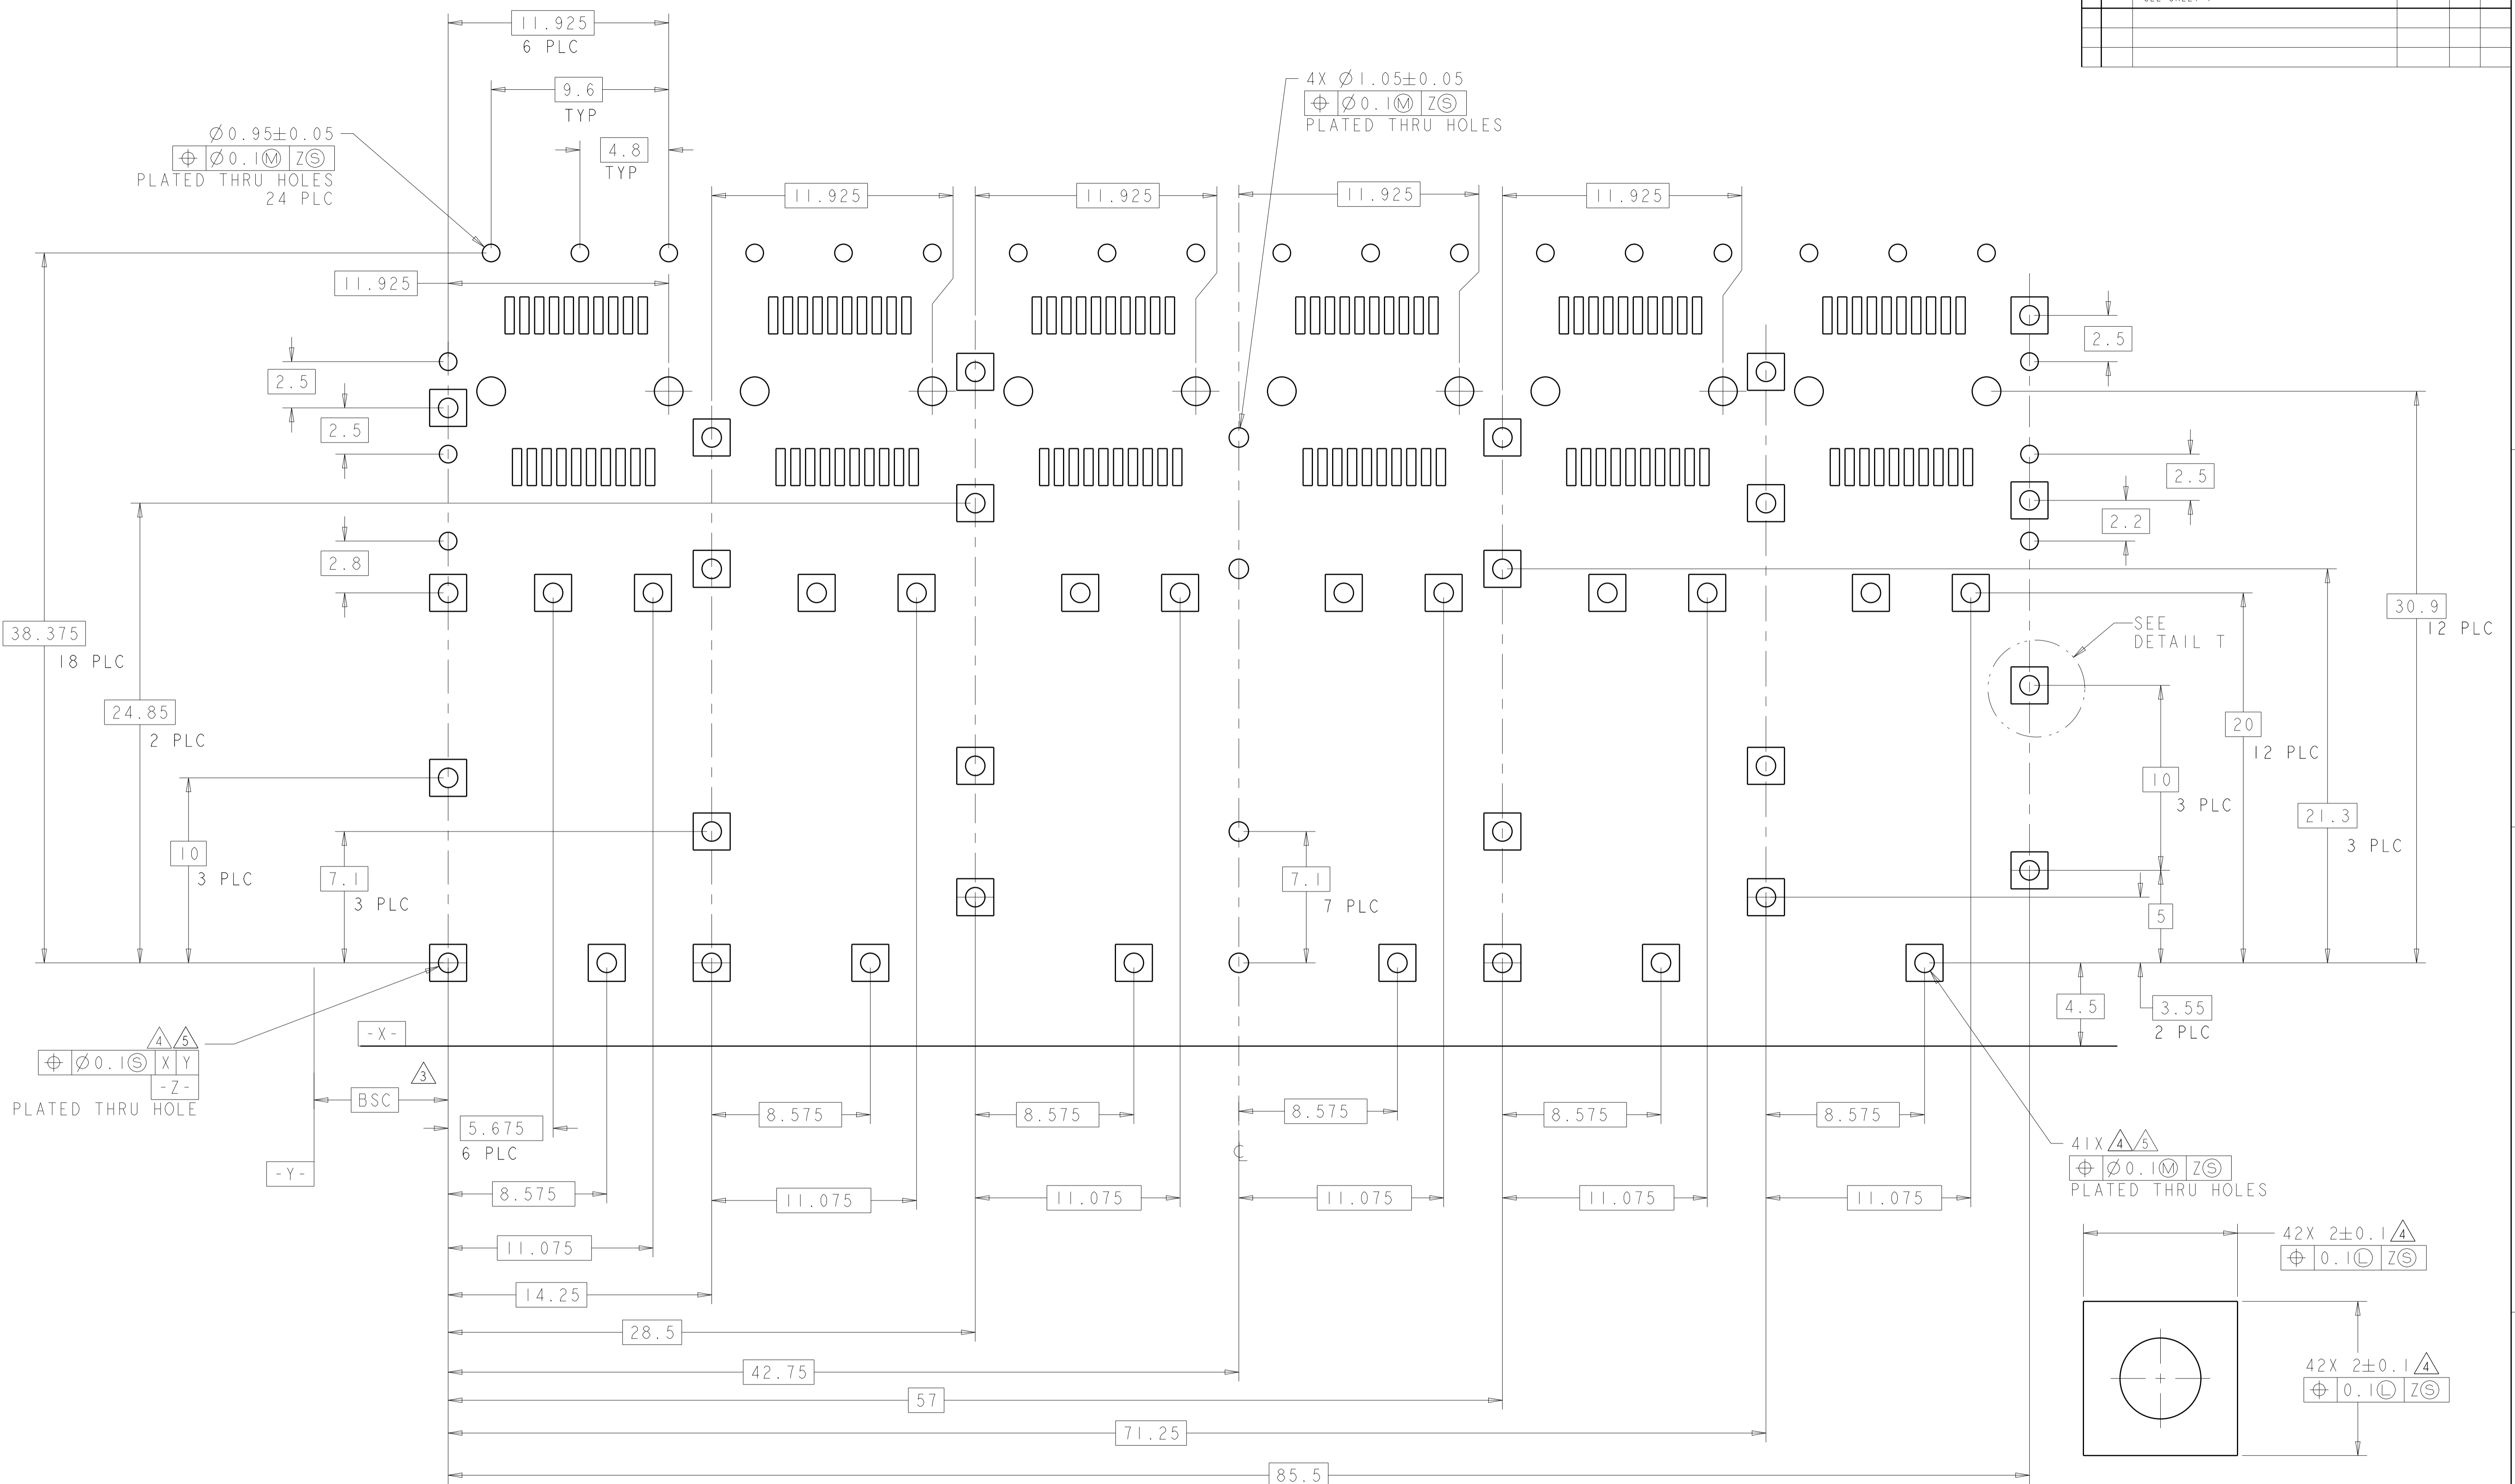 11.925
6 PLC
9.6
TYP
4.8
TYP
4X Ø1.05±0.05
⌖ Ø0.1Ⓜ ZⓈ
PLATED THRU HOLES
Ø0.95±0.05
⌖ Ø0.1Ⓜ ZⓈ
PLATED THRU HOLES
24 PLC
11.925
11.925
11.925
11.925
11.925
2.5
2.5
2.8
2.5
2.5
2.2
38.375
18 PLC
24.85
2 PLC
10
3 PLC
7.1
3 PLC
7.1
7 PLC
SEE
DETAIL T
30.9
12 PLC
20
12 PLC
10
3 PLC
21.3
3 PLC
5
4.5
3.55
2 PLC
4 5
⌖ Ø0.1Ⓢ X Y
-Z-
PLATED THRU HOLE
-X-
3
BSC
-Y-
5.675
6 PLC
8.575
8.575
8.575
8.575
8.575
8.575
℄
11.075
11.075
11.075
11.075
11.075
11.075
14.25
28.5
42.75
57
71.25
85.5
41X 4 5
⌖ Ø0.1Ⓜ ZⓈ
PLATED THRU HOLES
42X 2±0.1 4
⌖ 0.1Ⓛ ZⓈ
42X 2±0.1 4
⌖ 0.1Ⓛ ZⓈ